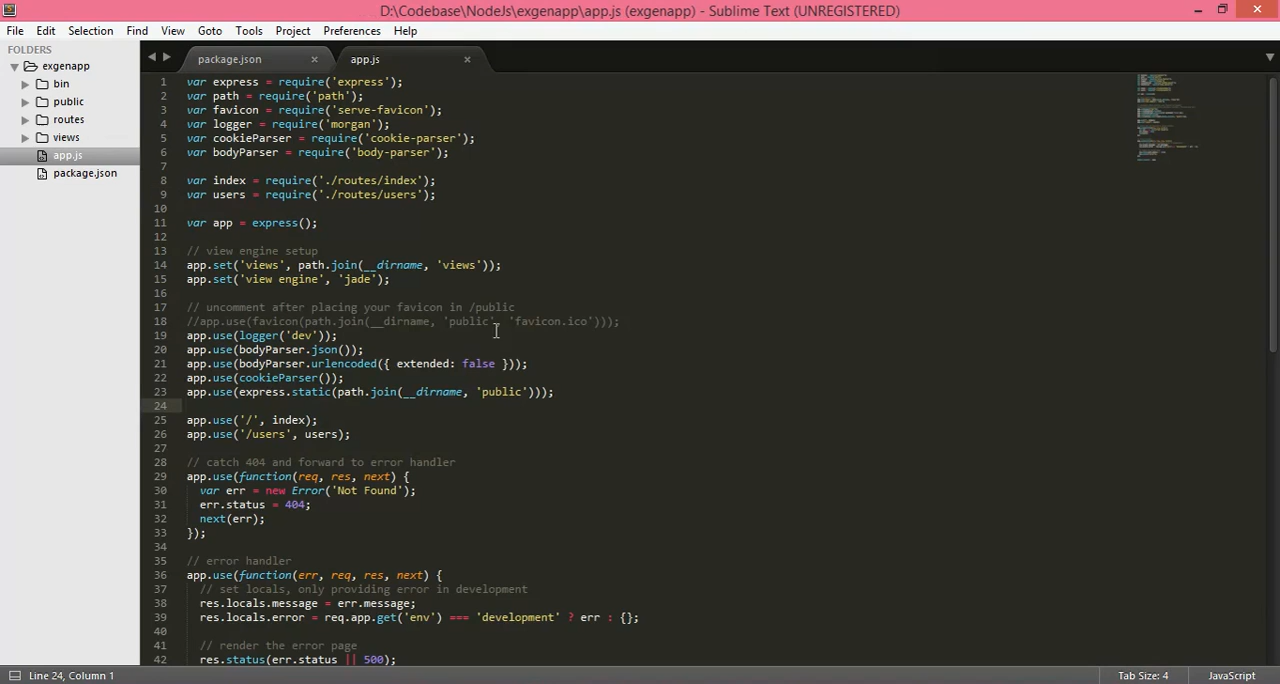 D:\Codebase\NodeJs\exgenapp\app.js (exgenapp) - Sublime Text (UNREGISTERED)
File Edit Selection Find View Goto Tools Project Preferences Help
FOLDERS
exgenapp
bin
public
routes
views
app.js
package.json
package.json × app.js ×
1 var express = require('express');
2 var path = require('path');
3 var favicon = require('serve-favicon');
4 var logger = require('morgan');
5 var cookieParser = require('cookie-parser');
6 var bodyParser = require('body-parser');
7
8 var index = require('./routes/index');
9 var users = require('./routes/users');
10
11 var app = express();
12
13 // view engine setup
14 app.set('views', path.join(__dirname, 'views'));
15 app.set('view engine', 'jade');
16
17 // uncomment after placing your favicon in /public
18 //app.use(favicon(path.join(__dirname, 'public', 'favicon.ico')));
19 app.use(logger('dev'));
20 app.use(bodyParser.json());
21 app.use(bodyParser.urlencoded({ extended: false }));
22 app.use(cookieParser());
23 app.use(express.static(path.join(__dirname, 'public')));
24
25 app.use('/', index);
26 app.use('/users', users);
27
28 // catch 404 and forward to error handler
29 app.use(function(req, res, next) {
30   var err = new Error('Not Found');
31   err.status = 404;
32   next(err);
33 });
34
35 // error handler
36 app.use(function(err, req, res, next) {
37   // set locals, only providing error in development
38   res.locals.message = err.message;
39   res.locals.error = req.app.get('env') === 'development' ? err : {};
40
41   // render the error page
42   res.status(err.status || 500);
Line 24, Column 1 Tab Size: 4 JavaScript